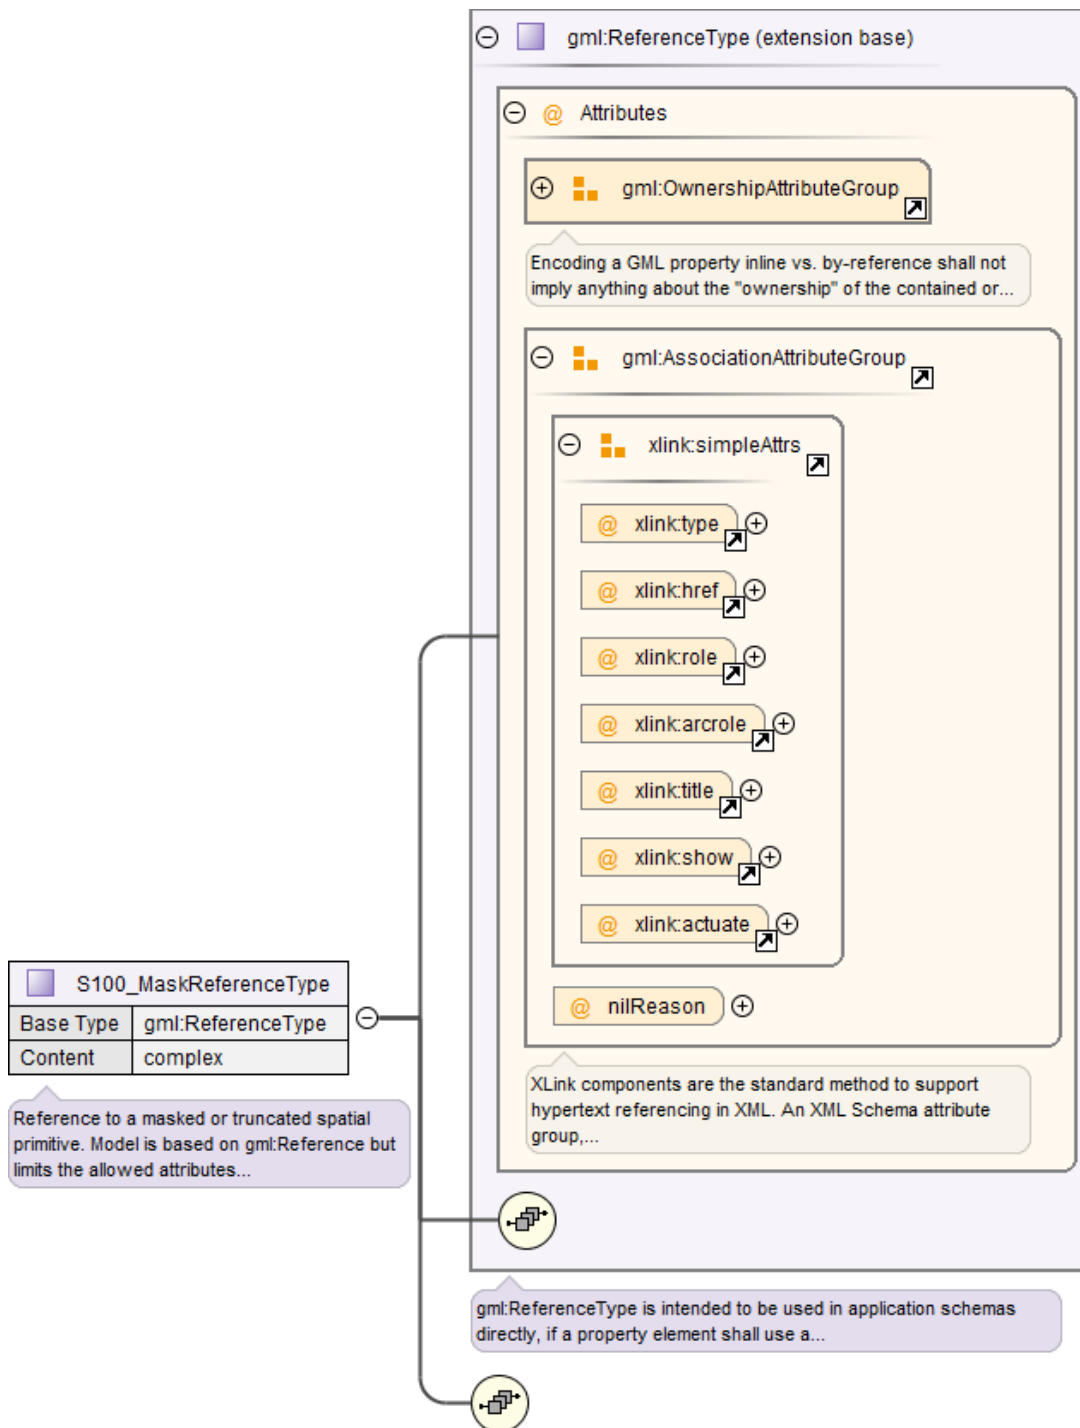 gml:ReferenceType (extension base)
@ Attributes
gml:OwnershipAttributeGroup
Encoding a GML property inline vs. by-reference shall not
imply anything about the "ownership" of the contained or...
gml:AssociationAttributeGroup
xlink:simpleAttrs
@ xlink:type
@ xlink:href
@ xlink:role
@ xlink:arcrole
@ xlink:title
@ xlink:show
@ xlink:actuate
@ nilReason
XLink components are the standard method to support
hypertext referencing in XML. An XML Schema attribute
group,...
S100_MaskReferenceType
Base Type gml:ReferenceType
Content complex
Reference to a masked or truncated spatial
primitive. Model is based on gml:Reference but
limits the allowed attributes...
gml:ReferenceType is intended to be used in application schemas
directly, if a property element shall use a...